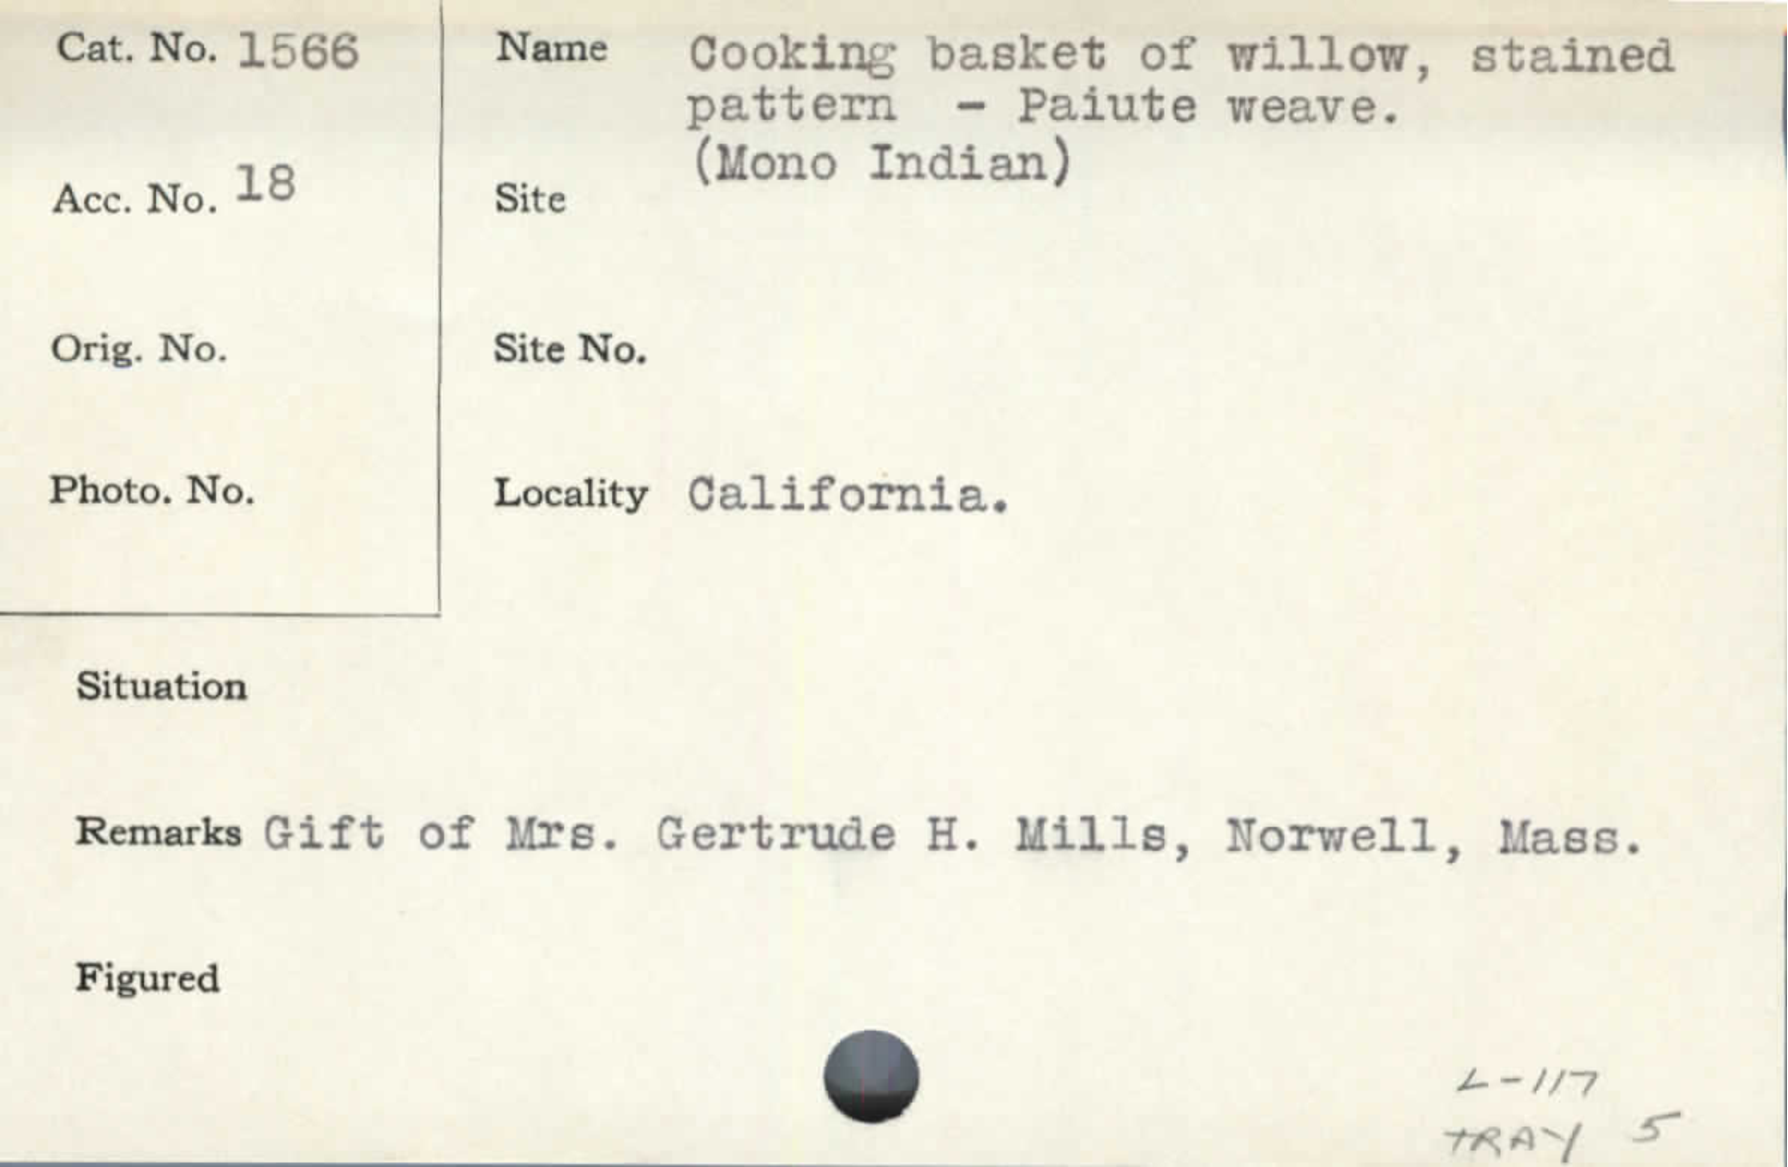 Cat. No. 1566
Acc. No. 18
Orig. No.
Photo. No.
Name Cooking basket of willow, stained
pattern - Paiute weave.
(Mono Indian)
Site
Site No.
Locality California.
Situation
Remarks Gift of Mrs. Gertrude H. Mills, Norwell, Mass.
Figured
L-117
TRAY 5